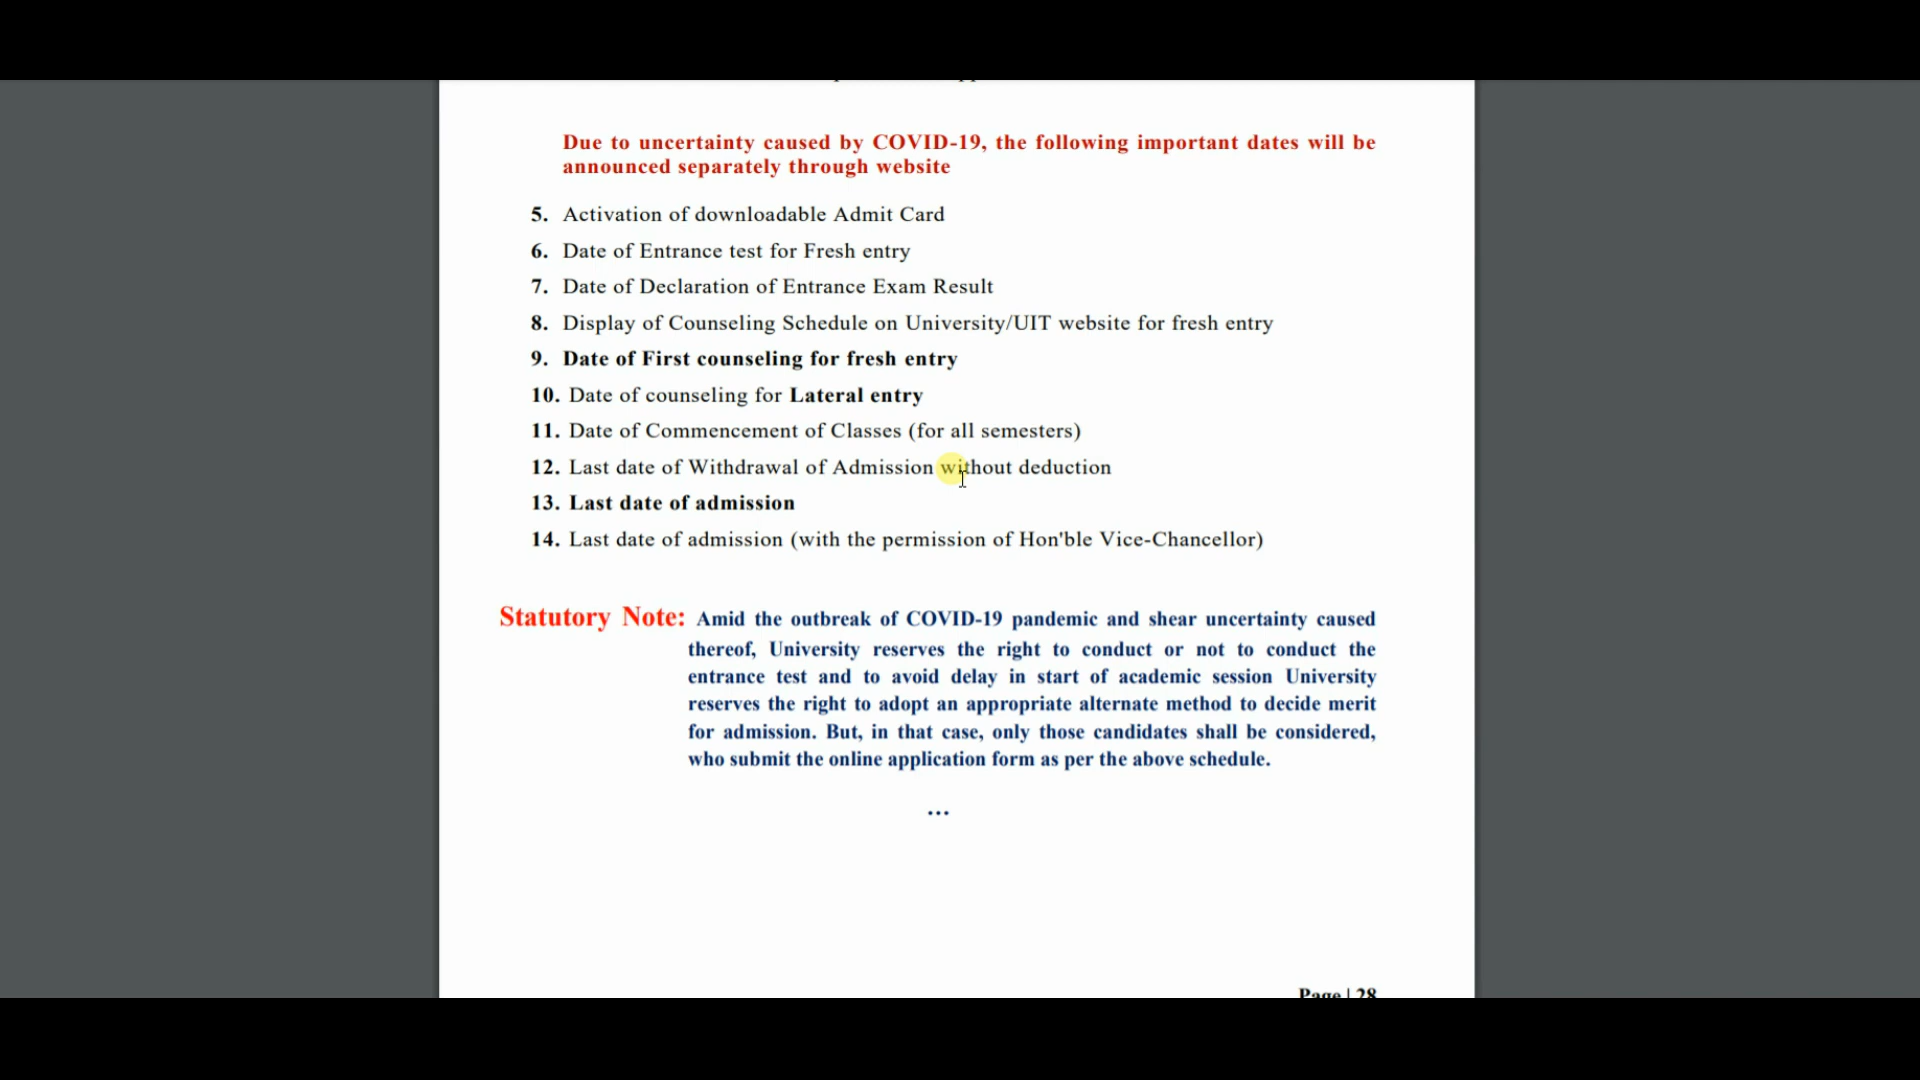 Due to uncertainty caused by COVID-19, the following important dates will be
announced separately through website
5. Activation of downloadable Admit Card
6. Date of Entrance test for Fresh entry
7. Date of Declaration of Entrance Exam Result
8. Display of Counseling Schedule on University/UIT website for fresh entry
9. Date of First counseling for fresh entry
10. Date of counseling for Lateral entry
11. Date of Commencement of Classes (for all semesters)
12. Last date of Withdrawal of Admission without deduction
13. Last date of admission
14. Last date of admission (with the permission of Hon'ble Vice-Chancellor)
Statutory Note: Amid the outbreak of COVID-19 pandemic and shear uncertainty caused
thereof, University reserves the right to conduct or not to conduct the
entrance test and to avoid delay in start of academic session University
reserves the right to adopt an appropriate alternate method to decide merit
for admission. But, in that case, only those candidates shall be considered,
who submit the online application form as per the above schedule.
...
Page | 28